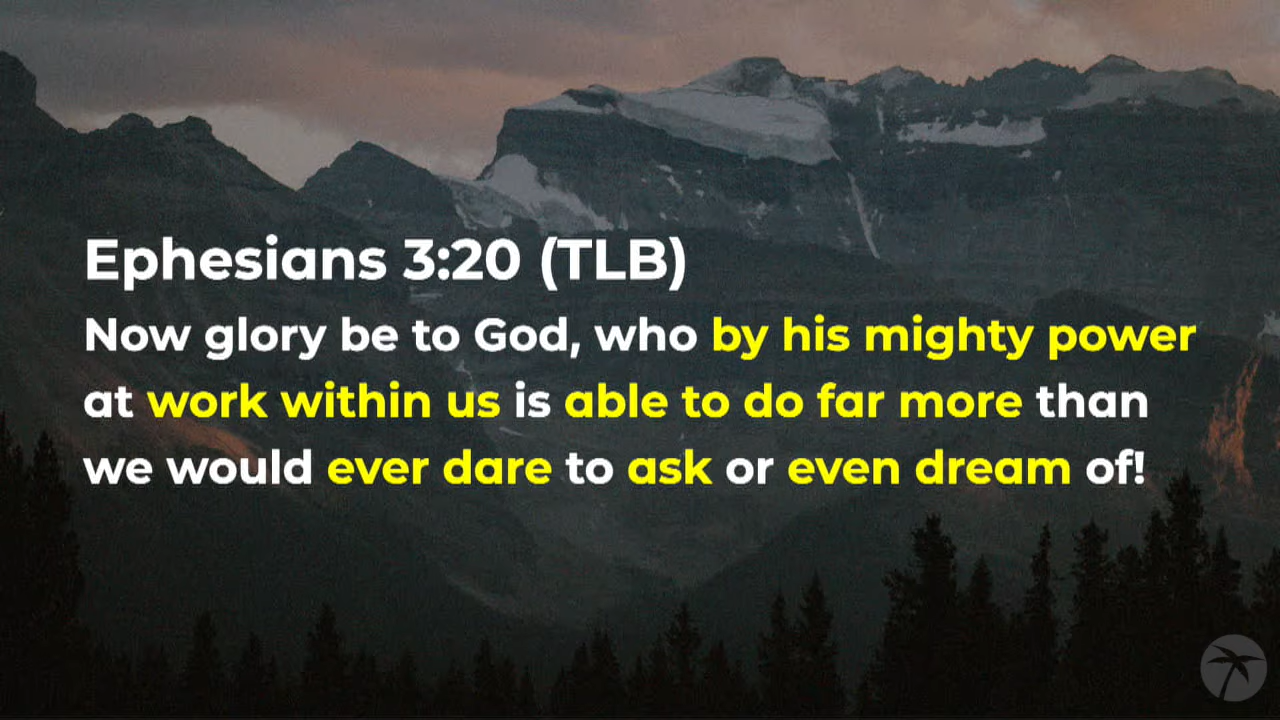 Ephesians 3:20 (TLB)
Now glory be to God, who by his mighty power
at work within us is able to do far more than
we would ever dare to ask or even dream of!